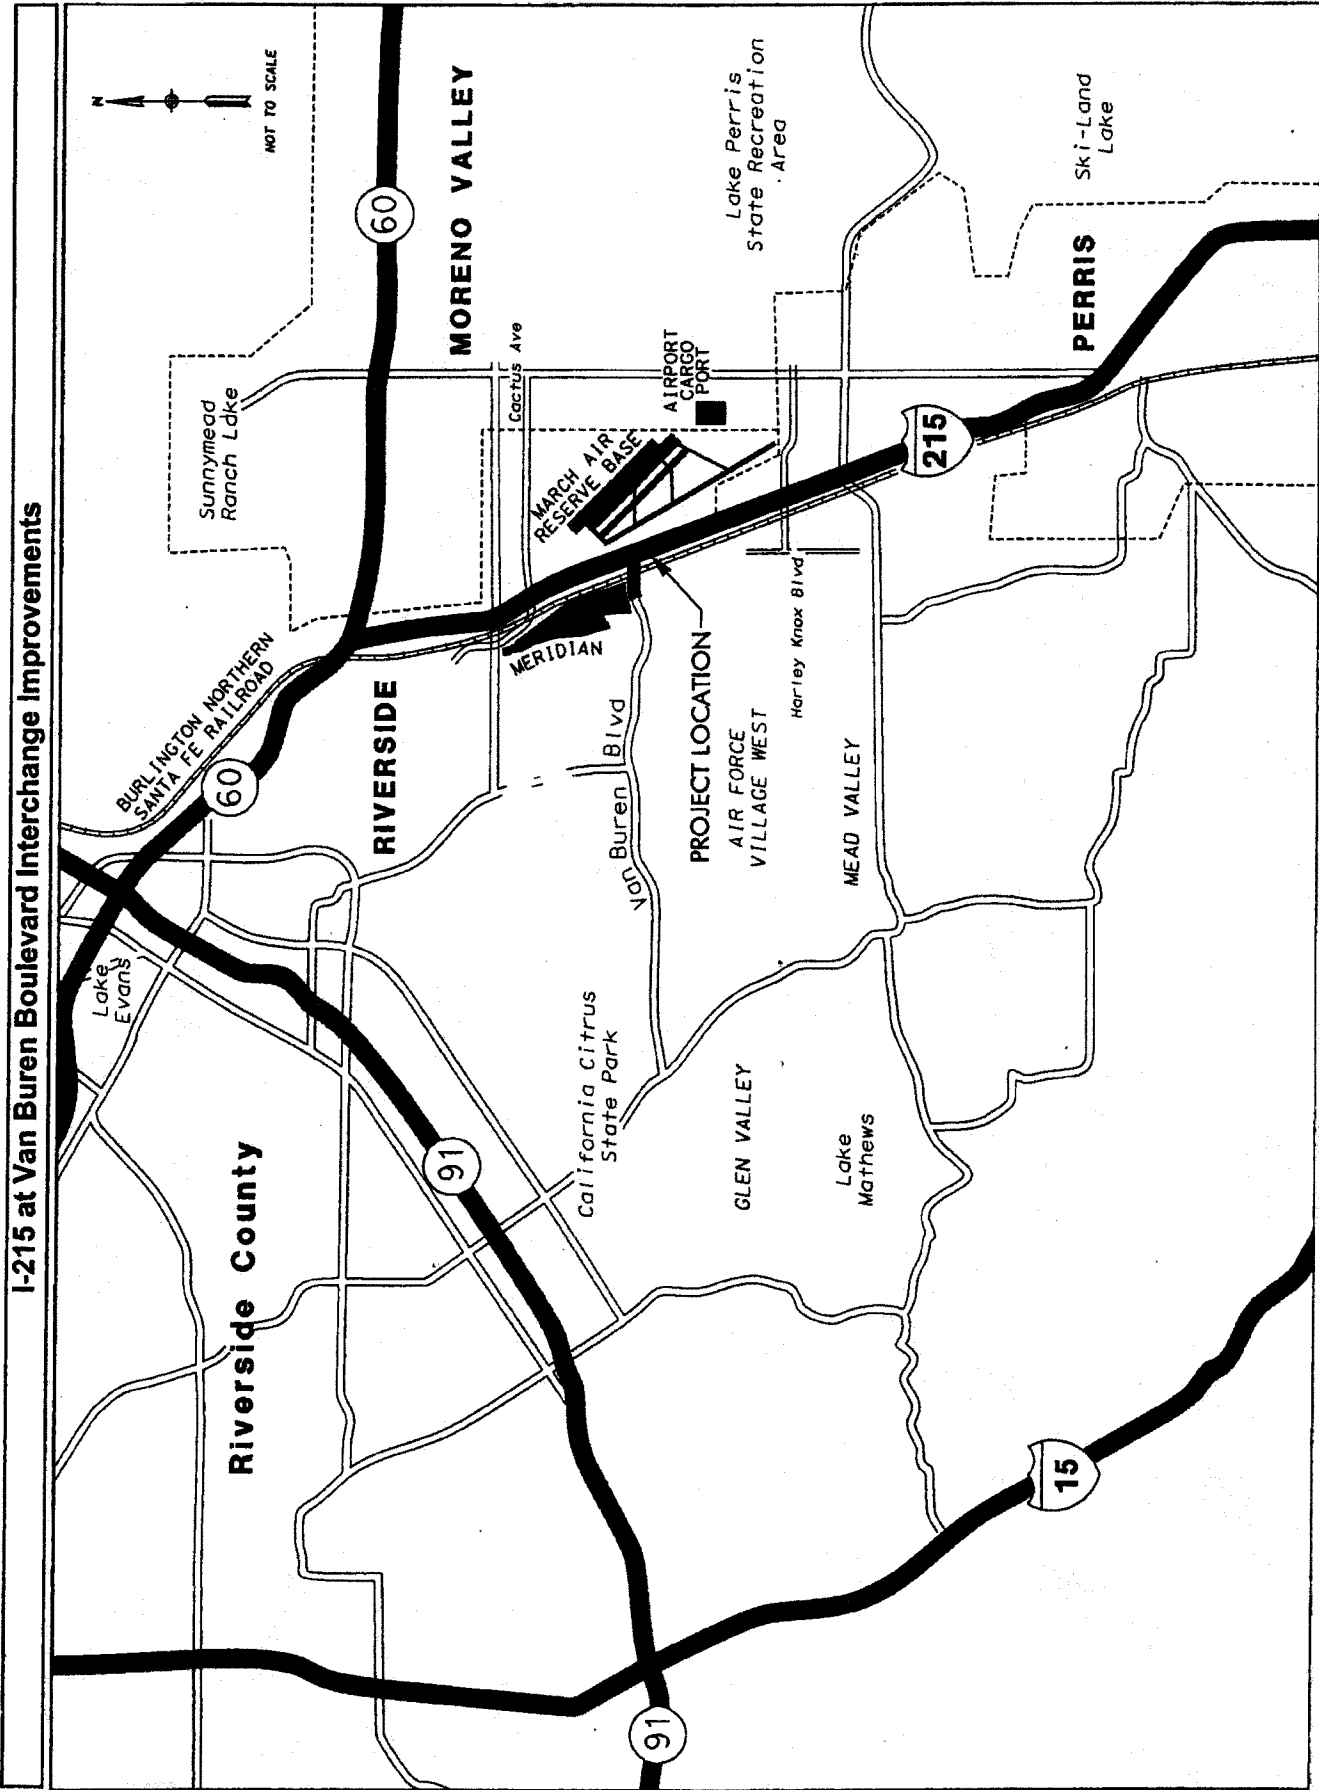 I-215 at Van Buren Boulevard Interchange Improvements
N
NOT TO SCALE
Sunnymead
Ranch Lake
60
MORENO VALLEY
BURLINGTON NORTHERN
SANTA FE RAILROAD
60
RIVERSIDE
Lake
Evans
Riverside County
91
Cactus Ave
MARCH AIR
RESERVE BASE
AIRPORT
CARGO
PORT
Lake Perris
State Recreation
Area
MERIDIAN
Van Buren Blvd
California Citrus
State Park
PROJECT LOCATION
AIR FORCE
VILLAGE WEST
Harley Knox Blvd
215
MEAD VALLEY
GLEN VALLEY
Lake
Mathews
PERRIS
Ski-Land
Lake
15
91